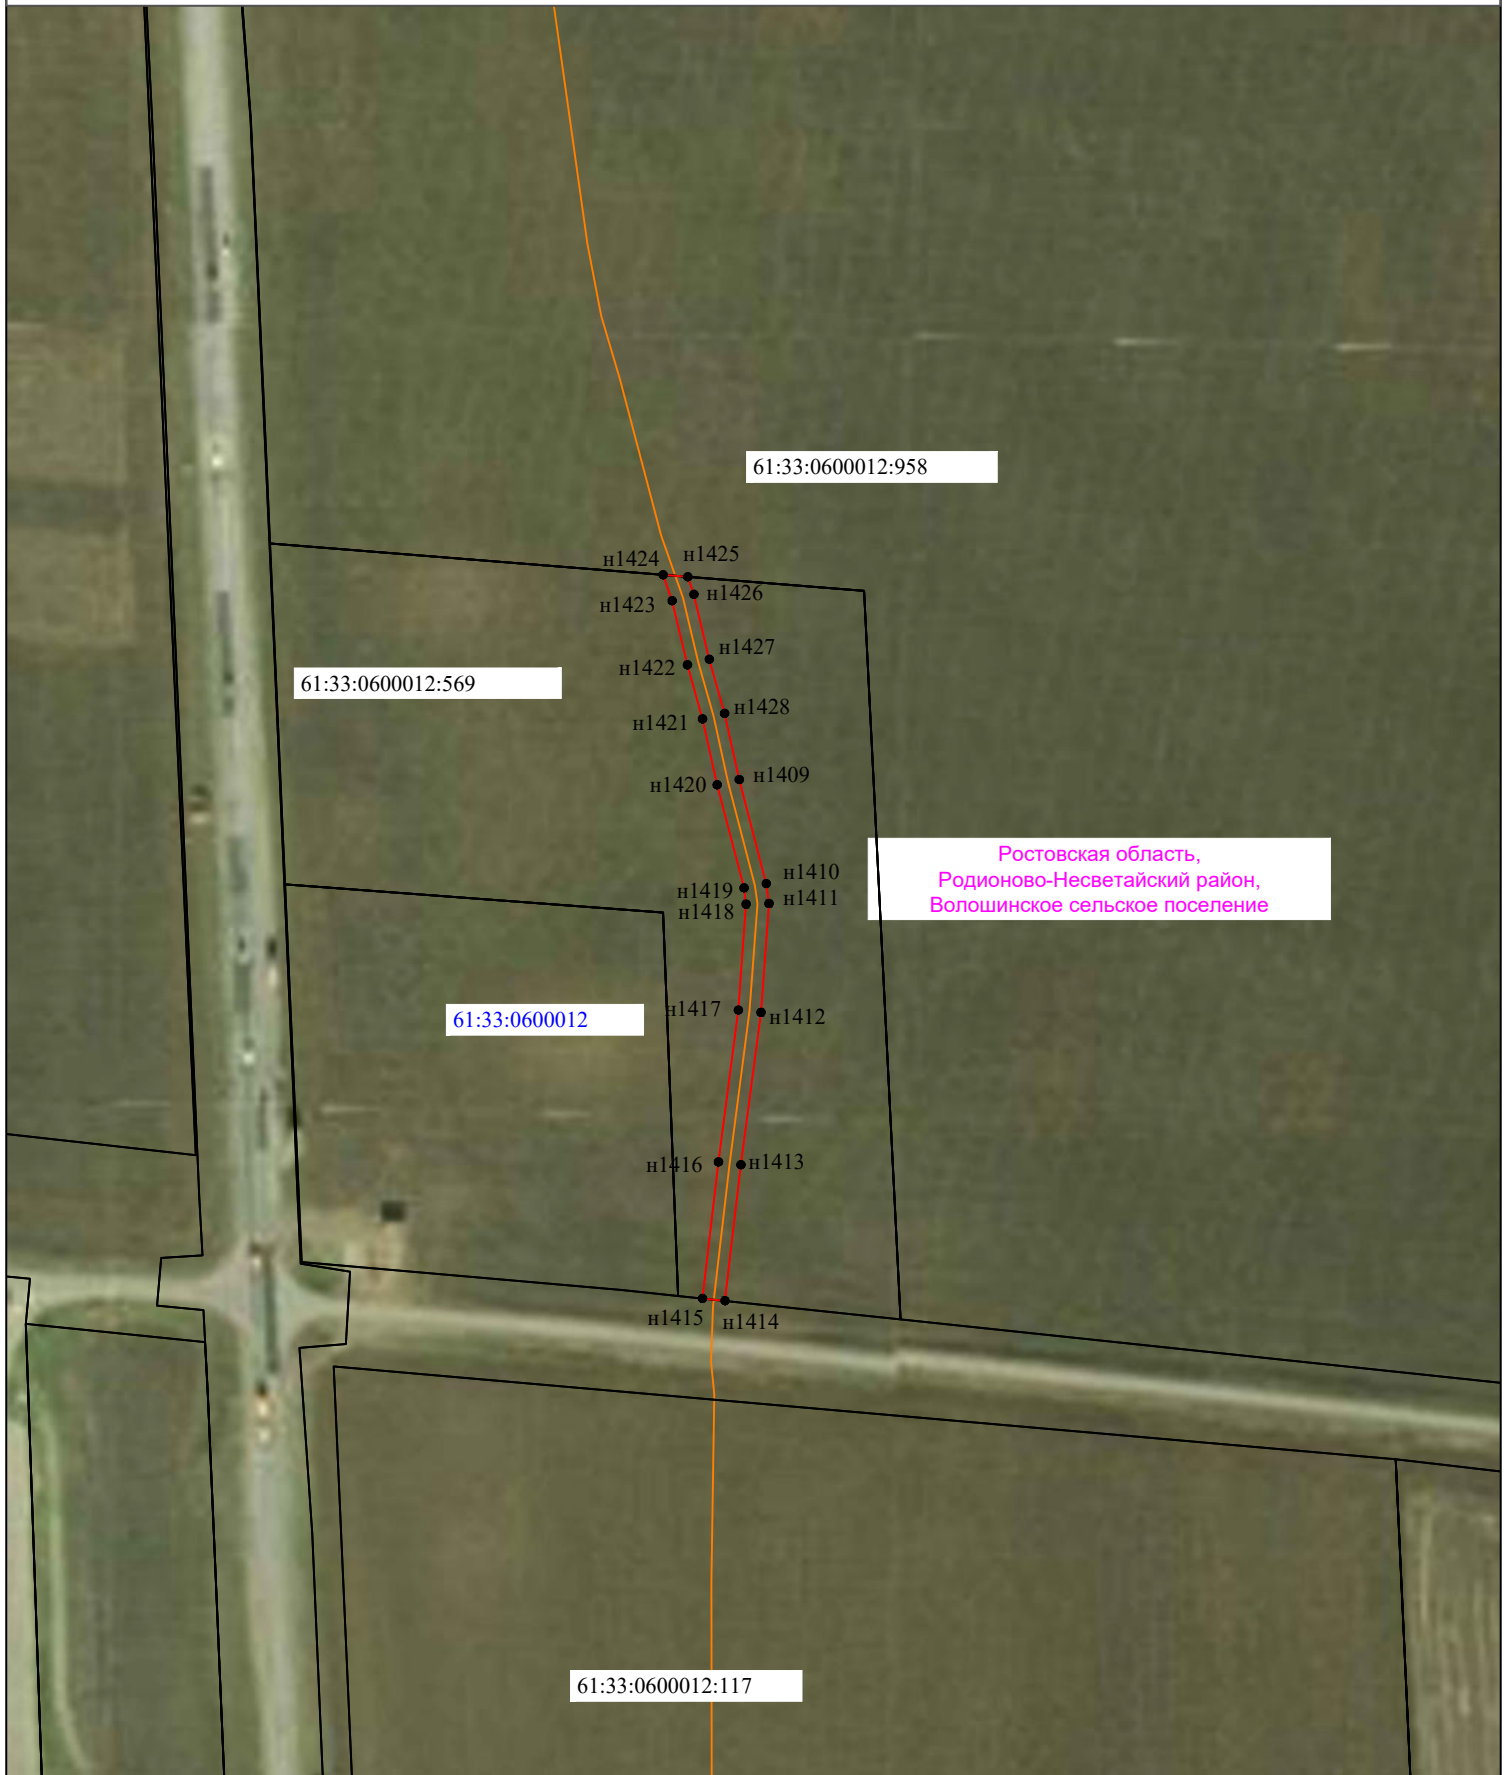 61:33:0600012:958
н1424
н1425
н1426
н1423
н1427
н1422
61:33:0600012:569
н1428
н1421
н1409
н1420
Ростовская область,
Родионово-Несветайский район,
Волошинское сельское поселение
н1410
н1419
н1411
н1418
н1417
н1412
61:33:0600012
н1416
н1413
н1415
н1414
61:33:0600012:117